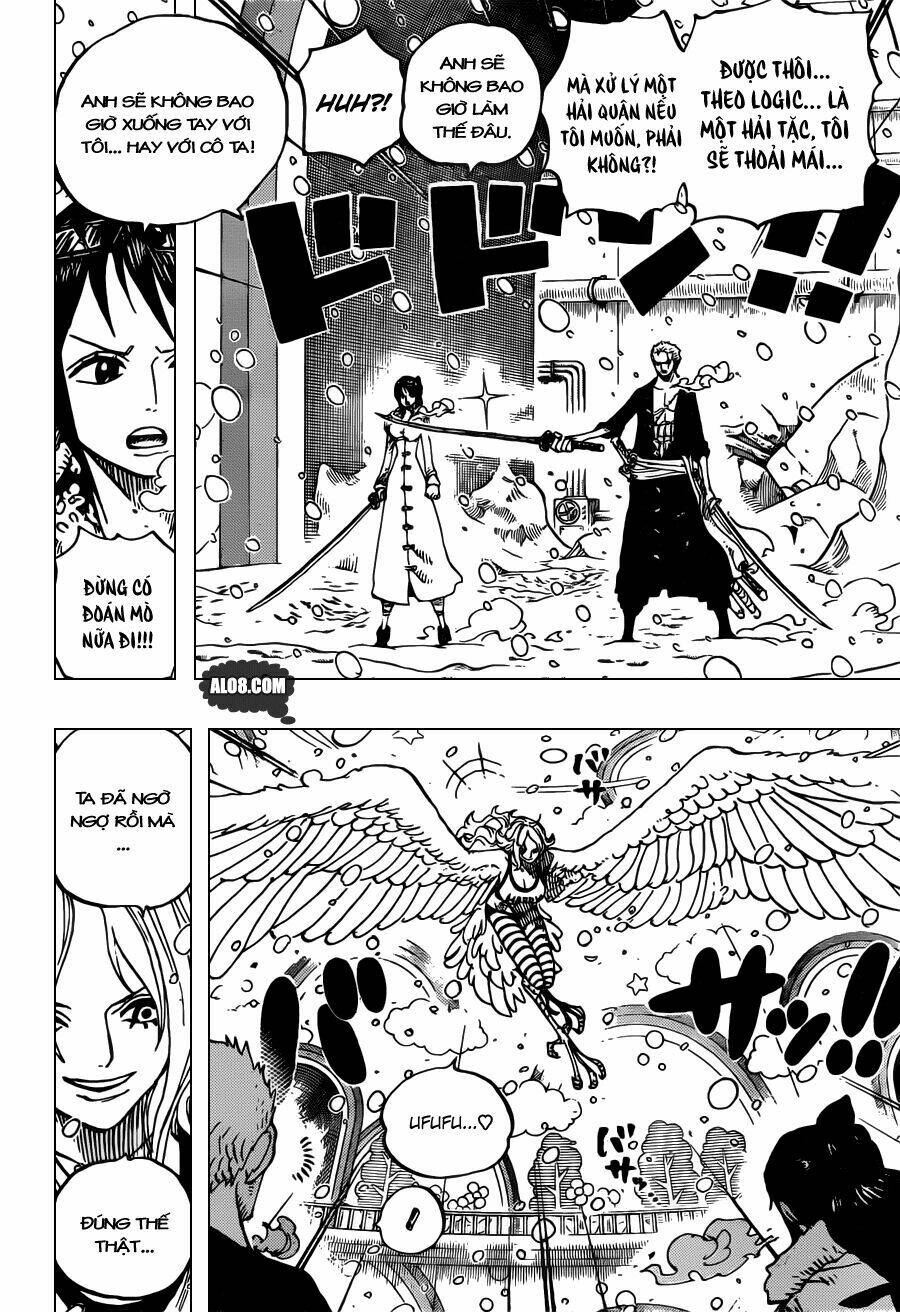 ĐƯỢC THÔI...
THEO LOGIC... LÀ
MỘT HẢI TẶC, TÔI
SẼ THOẢI MÁI...
MÀ XỬ LÝ MỘT
HẢI QUÂN NẾU
TÔI MUỐN, PHẢI
KHÔNG?!
ANH SẼ
KHÔNG BAO
GIỜ LÀM
THẾ ĐÂU.
HUH?!
ANH SẼ KHÔNG BAO
GIỜ XUỐNG TAY VỚI
TÔI... HAY VỚI CÔ TA!
ドドン!!
ĐỪNG CÓ
ĐOÁN MÒ
NỮA ĐI!!!
ALO8.COM
バサッ
バサッ!!
UFUFU...♡
!
バサッ
TA ĐÃ NGỜ
NGỢ RỒI MÀ
...
ĐÚNG THẾ
THẬT...